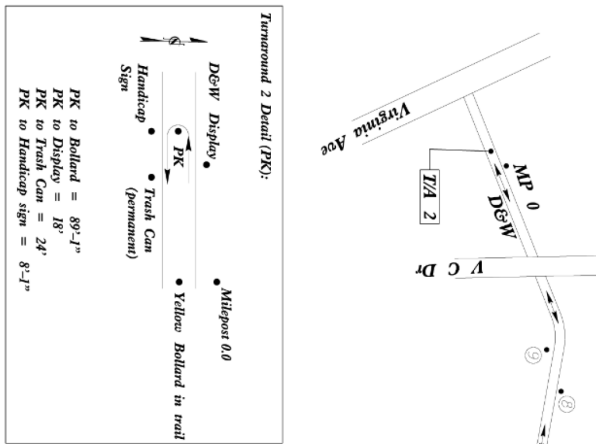 Turnaround 2 Detail (PK):
D&W Display
Milepost 0.0
N
PK
Yellow Bollard in trail
Handicap
Sign
Trash Can
(permanent)
PK to Bollard = 89'-1"
PK to Display = 18'
PK to Trash Can = 24'
PK to Handicap sign = 8'-1"
Virginia Ave
MP 0
D&W
T/A 2
V C Dr
9
8